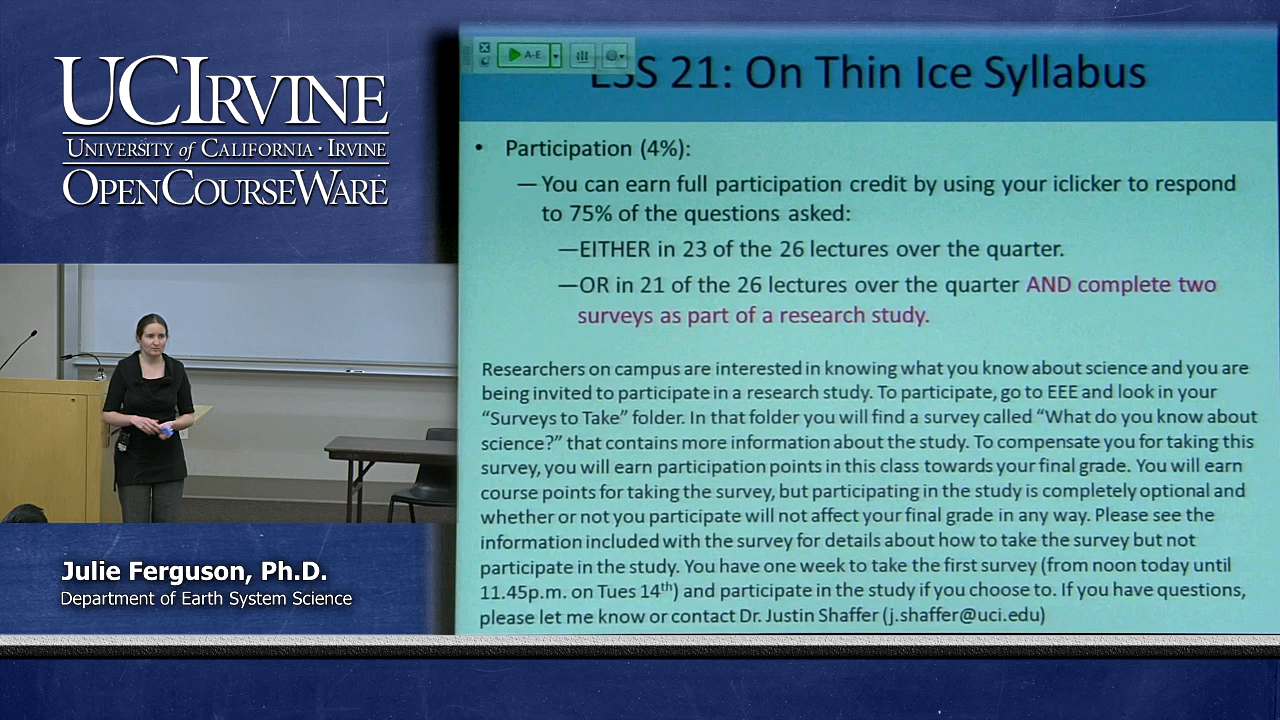 UCIRVINE
UNIVERSITY of CALIFORNIA · IRVINE
OPENCOURSEWARE
Julie Ferguson, Ph.D.
Department of Earth System Science
A-E
ESS 21: On Thin Ice Syllabus
• Participation (4%):
—You can earn full participation credit by using your iclicker to respond
to 75% of the questions asked:
—EITHER in 23 of the 26 lectures over the quarter.
—OR in 21 of the 26 lectures over the quarter AND complete two
surveys as part of a research study.
Researchers on campus are interested in knowing what you know about science and you are
being invited to participate in a research study. To participate, go to EEE and look in your
“Surveys to Take” folder. In that folder you will find a survey called “What do you know about
science?” that contains more information about the study. To compensate you for taking this
survey, you will earn participation points in this class towards your final grade. You will earn
course points for taking the survey, but participating in the study is completely optional and
whether or not you participate will not affect your final grade in any way. Please see the
information included with the survey for details about how to take the survey but not
participate in the study. You have one week to take the first survey (from noon today until
11.45p.m. on Tues 14th) and participate in the study if you choose to. If you have questions,
please let me know or contact Dr. Justin Shaffer (j.shaffer@uci.edu)